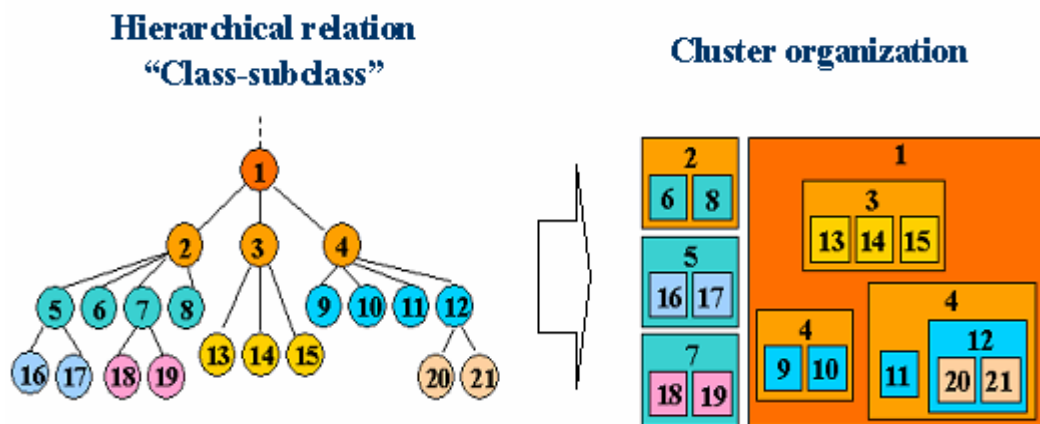 Hierarchical relation
“Class-subclass”
1
2 3 4
5 6 7 8 9 10 11 12
13 14 15
16 17 18 19 20 21
Cluster organization
2
6 8
5
16 17
7
18 19
1
3
13 14 15
4
9 10
4
12
11 20 21